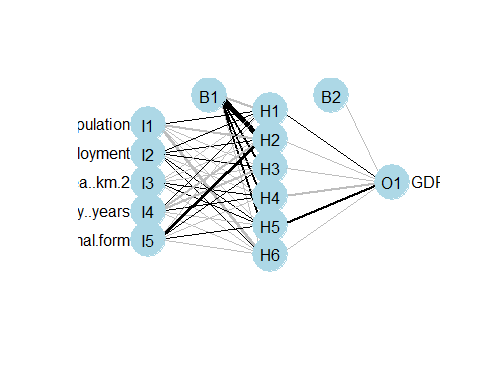 B1
B2
pulation I1
H1
ployment I2
H2
a..km.2 I3
H3
O1 GDP
y..years I4
H4
nal.form I5
H5
H6